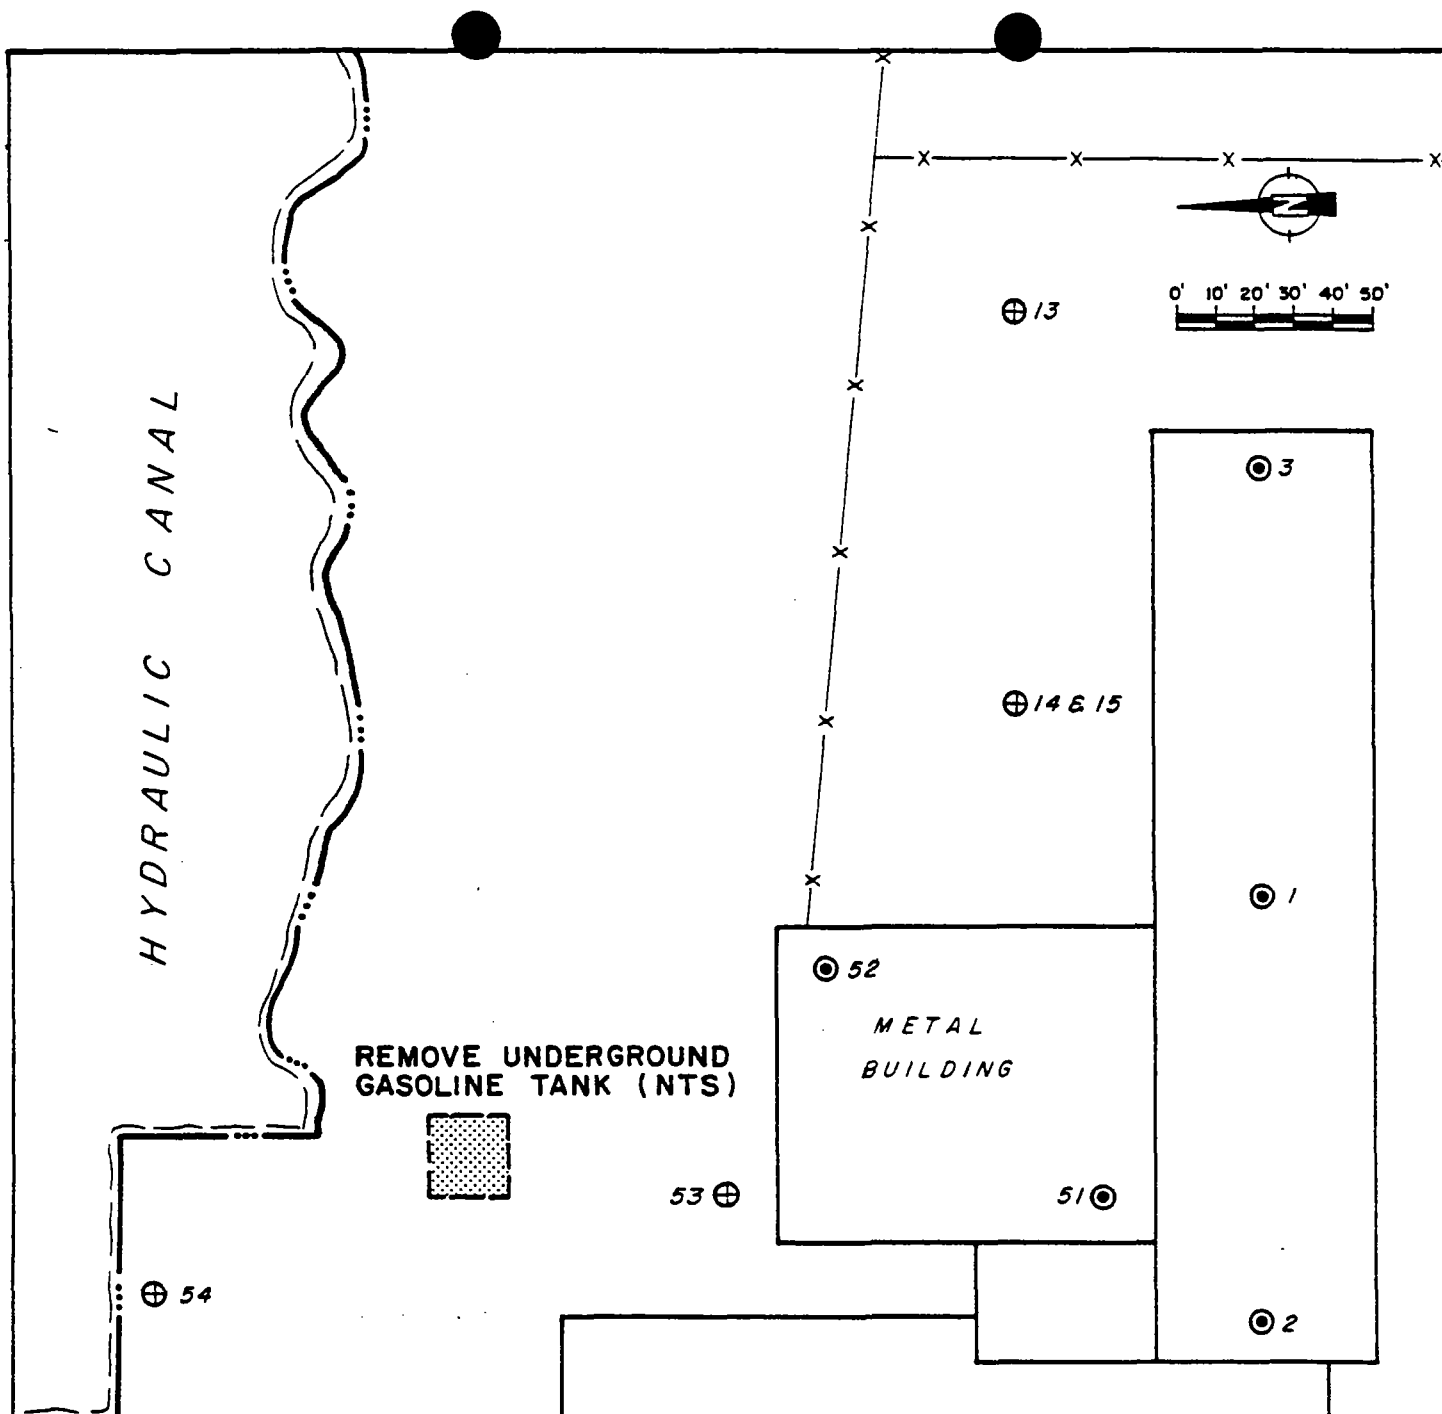 N
0' 10' 20' 30' 40' 50'
13
3
HYDRAULIC CANAL
14 & 15
1
52
METAL
BUILDING
REMOVE UNDERGROUND
GASOLINE TANK (NTS)
53
51
54
2